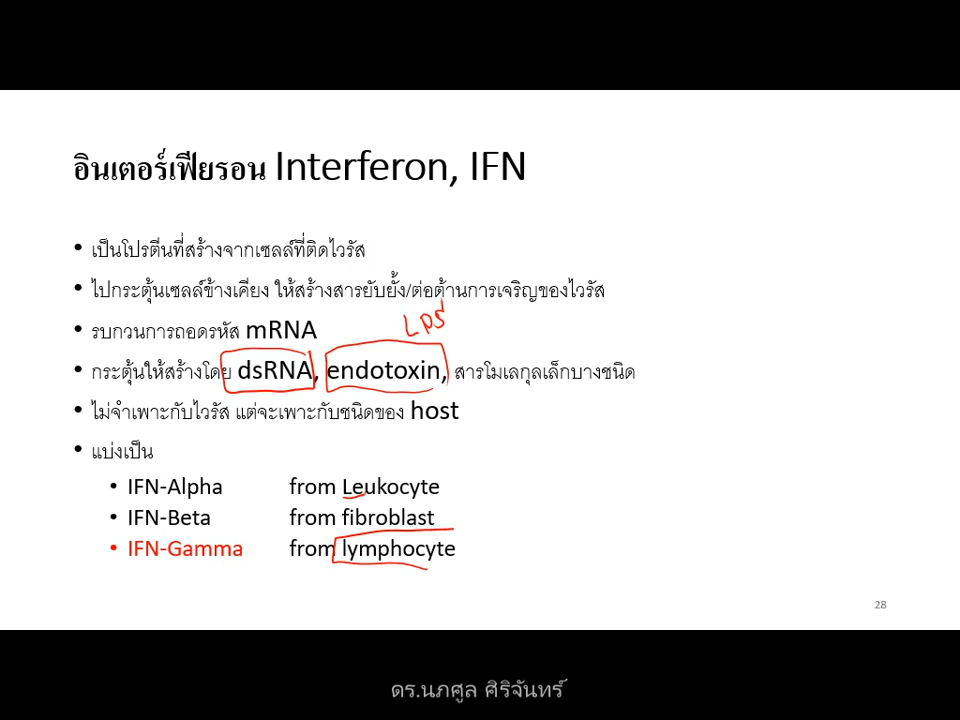 อินเตอร์เฟียรอน Interferon, IFN
• เป็นโปรตีนที่สร้างจากเซลล์ที่ติดไวรัส
• ไปกระตุ้นเซลล์ข้างเคียง ให้สร้างสารยับยั้ง/ต่อต้านการเจริญของไวรัส
LPS
• รบกวนการถอดรหัส mRNA
• กระตุ้นให้สร้างโดย dsRNA, endotoxin, สารโมเลกุลเล็กบางชนิด
• ไม่จำเพาะกับไวรัส แต่จะเพาะกับชนิดของ host
• แบ่งเป็น
• IFN-Alpha from Leukocyte
• IFN-Beta from fibroblast
• IFN-Gamma from lymphocyte
28
ดร.นภศูล ศิริจันทร์